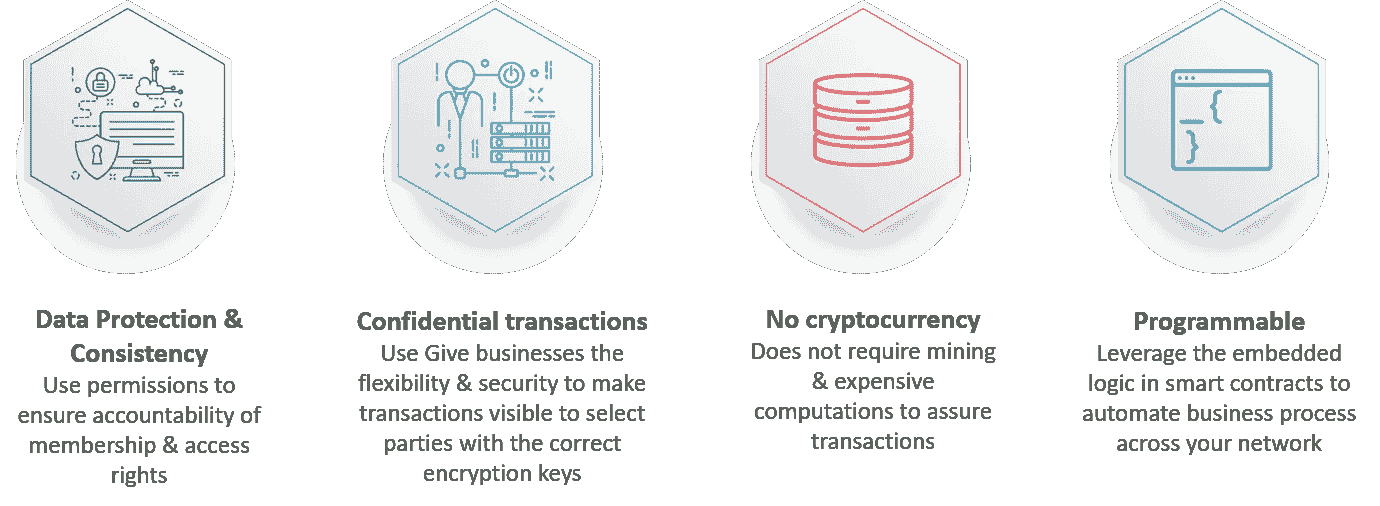 Data Protection &
Consistency
Use permissions to
ensure accountability of
membership & access
rights
Confidential transactions
Use Give businesses the
flexibility & security to make
transactions visible to select
parties with the correct
encryption keys
No cryptocurrency
Does not require mining
& expensive
computations to assure
transactions
Programmable
Leverage the embedded
logic in smart contracts to
automate business process
across your network